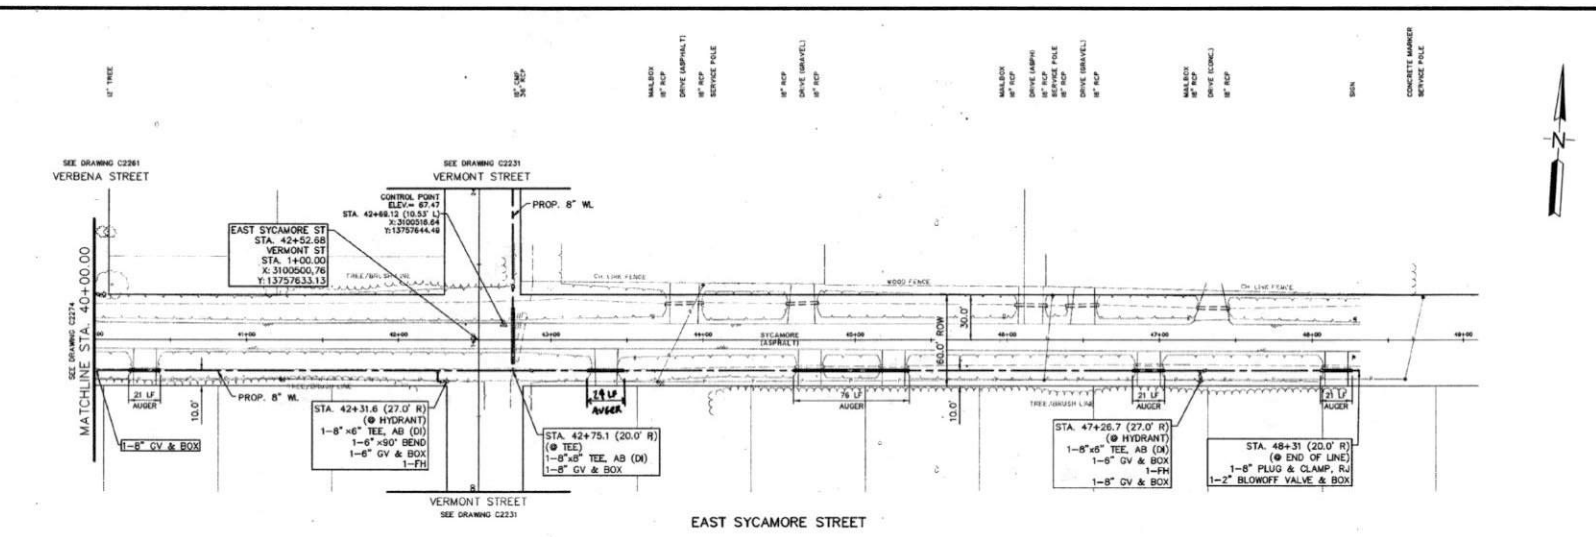 12" TREE
15" CMP
36" RCP
MAILBOX
18" RCP
DRIVE (ASPHALT)
18" RCP
SERVICE POLE
18" RCP
DRIVE (GRAVEL)
18" RCP
MAILBOX
18" RCP
DRIVE (ASPH)
18" RCP
SERVICE POLE
18" RCP
DRIVE (GRAVEL)
18" RCP
MAILBOX
18" RCP
DRIVE (CONC.)
18" RCP
SIGN
CONCRETE MARKER
SERVICE POLE
N
SEE DRAWING C2261
VERBENA STREET
SEE DRAWING C2231
VERMONT STREET
CONTROL POINT
ELEV.= 67.47
STA. 42+69.12 (10.53' L)
X: 3100518.64
Y: 13757644.49
PROP. 8" WL
EAST SYCAMORE ST
STA. 42+52.68
VERMONT ST
STA. 1+00.00
X: 3100500.76
Y: 13757633.13
TREE/BRUSH LINE
CH. LINK FENCE
WOOD FENCE
CH. LINK FENCE
SEE DRAWING C2274
MATCHLINE STA. 40+00.00
41+00
42+00
43+00
44+00
SYCAMORE
(ASPHALT)
45+00
60.0' ROW
30.0'
46+00
47+00
48+00
49+00
21 LF
AUGER
10.0'
PROP. 8" WL
TREE/BRUSH LINE
24 LF
AUGER
76 LF
AUGER
10.0'
TREE/BRUSH LINE
21 LF
AUGER
21 LF
AUGER
1-8" GV & BOX
STA. 42+31.6 (27.0' R)
(@ HYDRANT)
1-8"x6" TEE, AB (DI)
1-6"x90° BEND
1-6" GV & BOX
1-FH
STA. 42+75.1 (20.0' R)
(@ TEE)
1-8"x8" TEE, AB (DI)
1-8" GV & BOX
STA. 47+26.7 (27.0' R)
(@ HYDRANT)
1-8"x6" TEE, AB (DI)
1-6" GV & BOX
1-FH
1-8" GV & BOX
STA. 48+31 (20.0' R)
(@ END OF LINE)
1-8" PLUG & CLAMP, RJ
1-2" BLOWOFF VALVE & BOX
VERMONT STREET
SEE DRAWING C2231
EAST SYCAMORE STREET